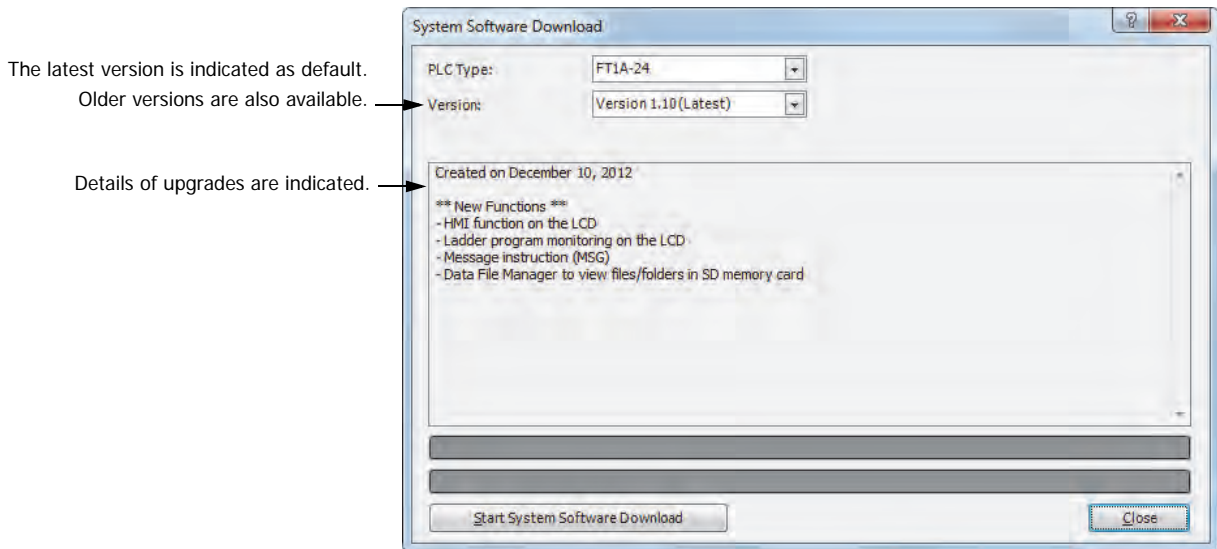 System Software Download
?
The latest version is indicated as default.
Older versions are also available.
PLC Type:
FT1A-24
Version:
Version 1.10(Latest)
Details of upgrades are indicated.
Created on December 10, 2012
** New Functions **
- HMI function on the LCD
- Ladder program monitoring on the LCD
- Message instruction (MSG)
- Data File Manager to view files/folders in SD memory card
Start System Software Download
Close